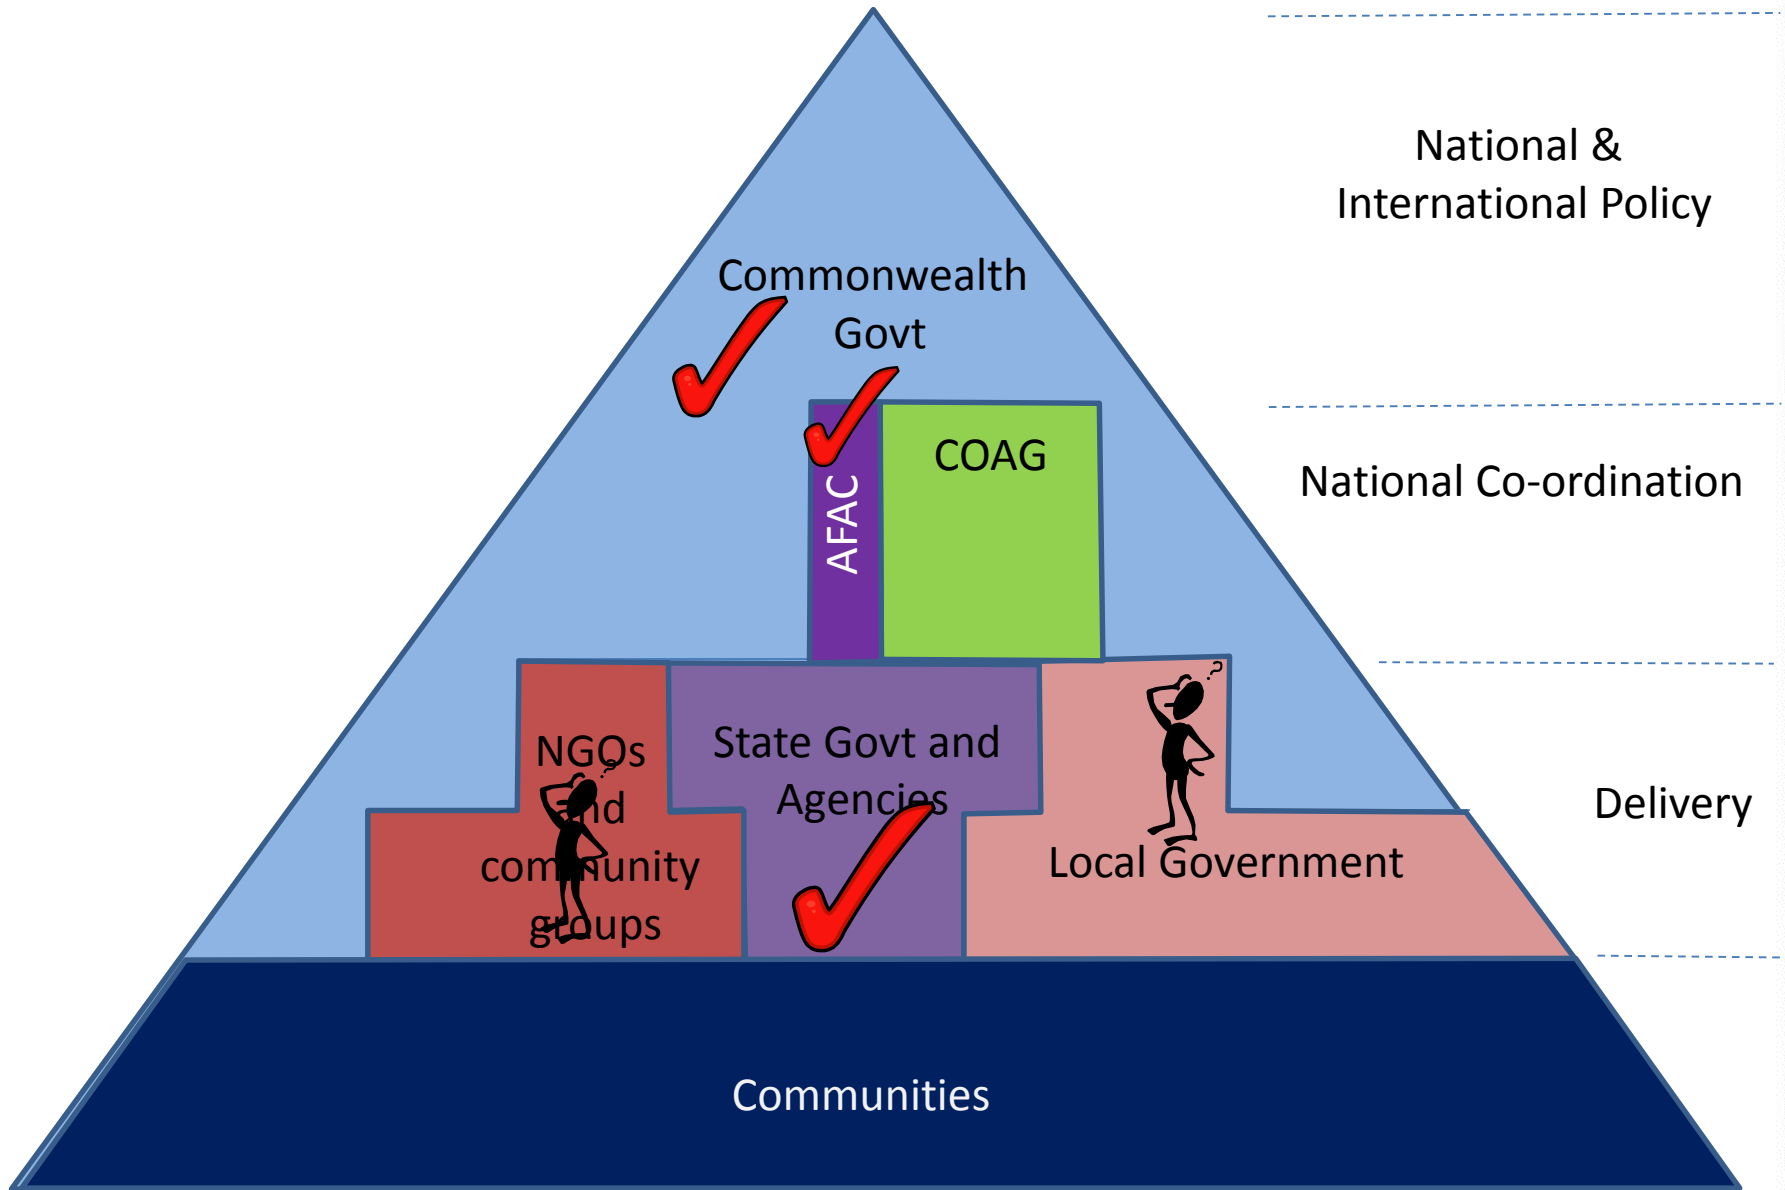 National &
International Policy
Commonwealth
Govt
COAG
AFAC
National Co-ordination
NGOs
and
community
groups
State Govt and
Agencies
?
?
Local Government
Delivery
Communities